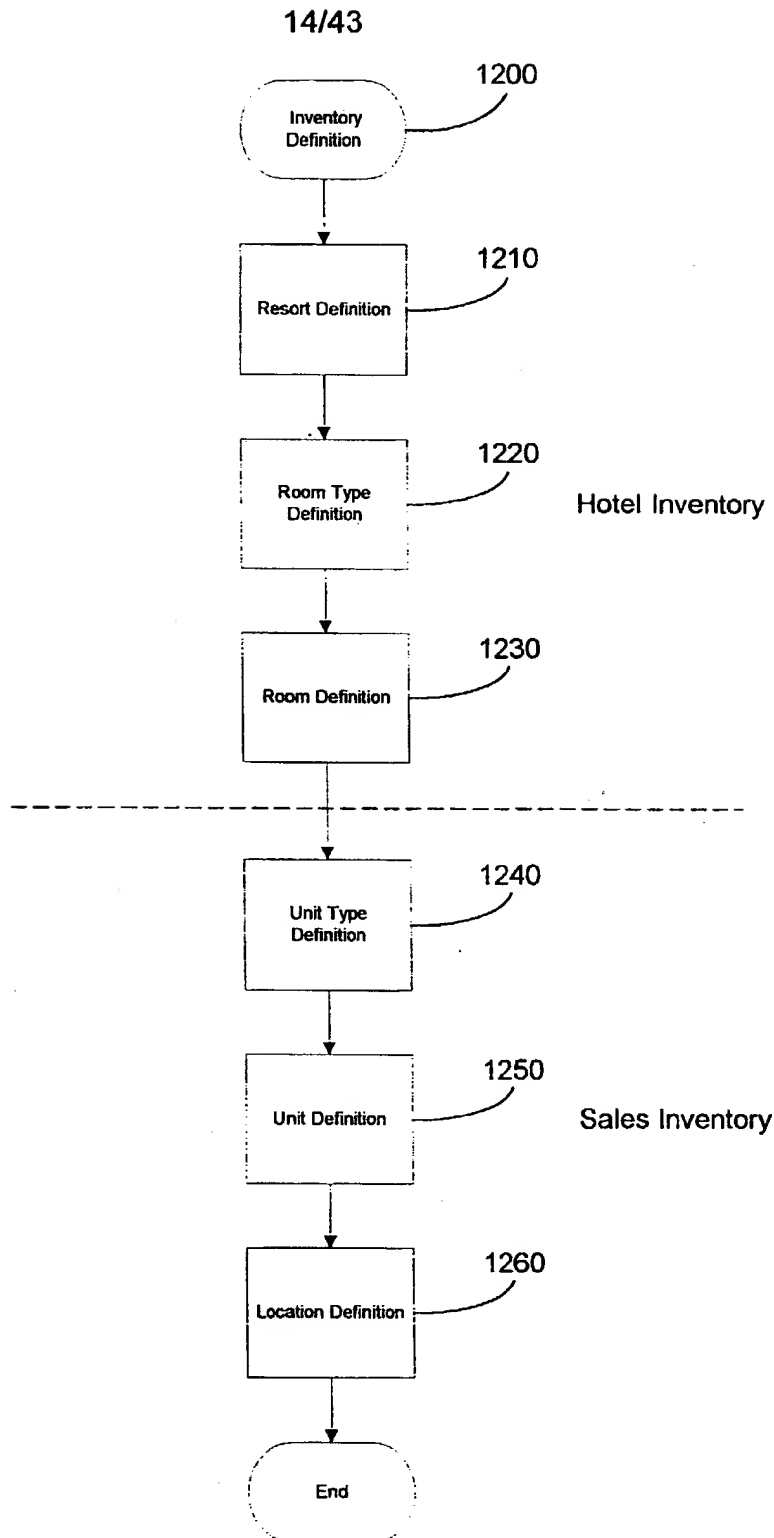 14/43
1200
Inventory
Definition
1210
Resort Definition
1220
Room Type
Definition
Hotel Inventory
1230
Room Definition
1240
Unit Type
Definition
1250
Unit Definition
Sales Inventory
1260
Location Definition
End